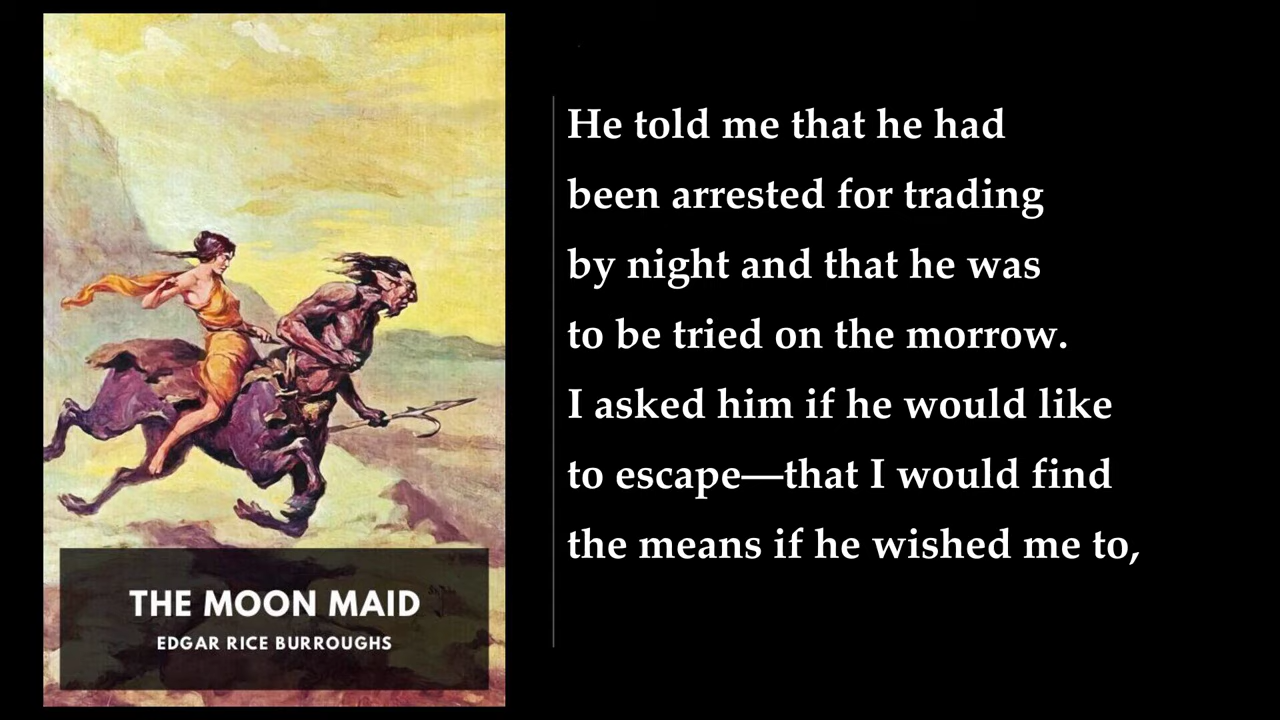 THE MOON MAID
EDGAR RICE BURROUGHS
He told me that he had
been arrested for trading
by night and that he was
to be tried on the morrow.
I asked him if he would like
to escape—that I would find
the means if he wished me to,